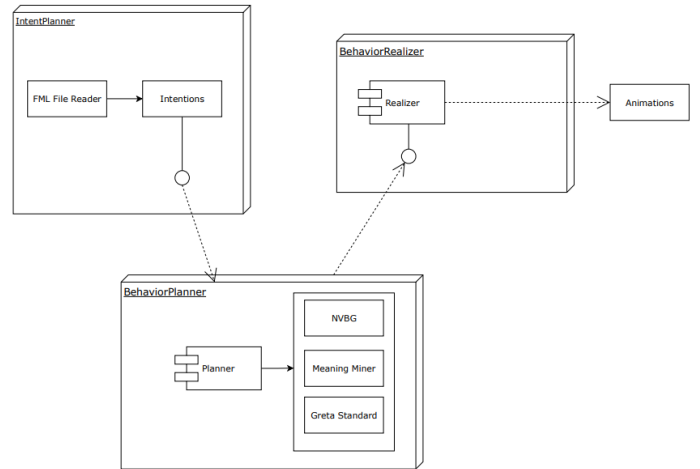 IntentPlanner
FML File Reader
Intentions
BehaviorRealizer
Realizer
Animations
BehaviorPlanner
Planner
NVBG
Meaning Miner
Greta Standard